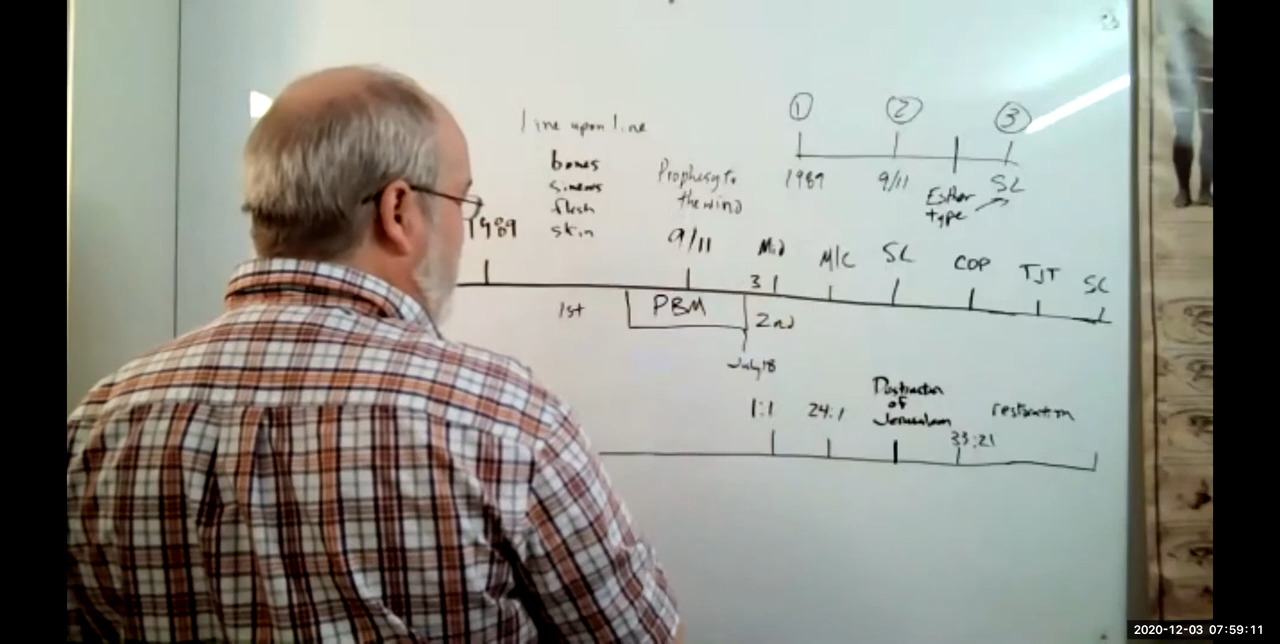 ① ② ③
1989 9/11 Esther type SL
line upon line
bones
sinews
flesh
skin
Prophesy to
the wind
1989 9/11 Mid M/C SL COP TJT SC
3
1st PBM 2nd
July 18
1:1 24:1 Destruction
of
Jerusalem
33:21 restoration
2020-12-03 07:59:11